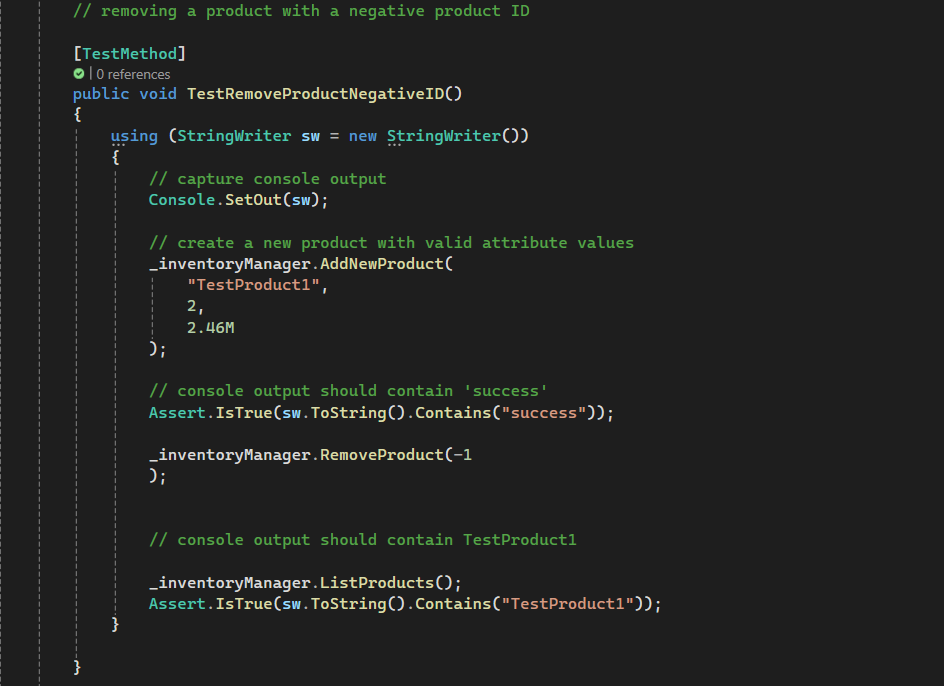 // removing a product with a negative product ID
[TestMethod]
| 0 references
public void TestRemoveProductNegativeID()
{
using (StringWriter sw = new StringWriter())
{
// capture console output
Console.SetOut(sw);
// create a new product with valid attribute values
_inventoryManager.AddNewProduct(
"TestProduct1",
2,
2.46M
);
// console output should contain 'success'
Assert.IsTrue(sw.ToString().Contains("success"));
_inventoryManager.RemoveProduct(-1
);
// console output should contain TestProduct1
_inventoryManager.ListProducts();
Assert.IsTrue(sw.ToString().Contains("TestProduct1"));
}
}